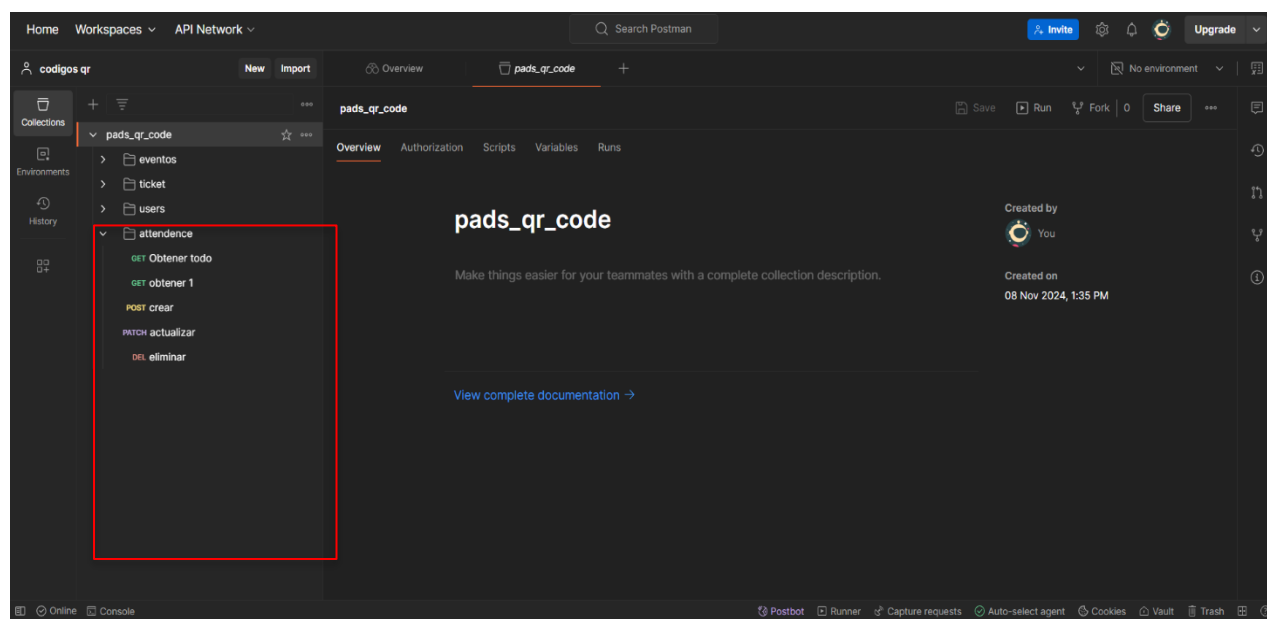 Home Workspaces API Network Search Postman Invite Upgrade
codigos qr New Import Overview pads_qr_code No environment
Collections
Environments
History
pads_qr_code
eventos
ticket
users
attendence
GET Obtener todo
GET obtener 1
POST crear
PATCH actualizar
DEL eliminar
pads_qr_code Save Run Fork 0 Share
Overview Authorization Scripts Variables Runs
pads_qr_code
Make things easier for your teammates with a complete collection description.
View complete documentation →
Created by
You
Created on
08 Nov 2024, 1:35 PM
Online Console Postbot Runner Capture requests Auto-select agent Cookies Vault Trash